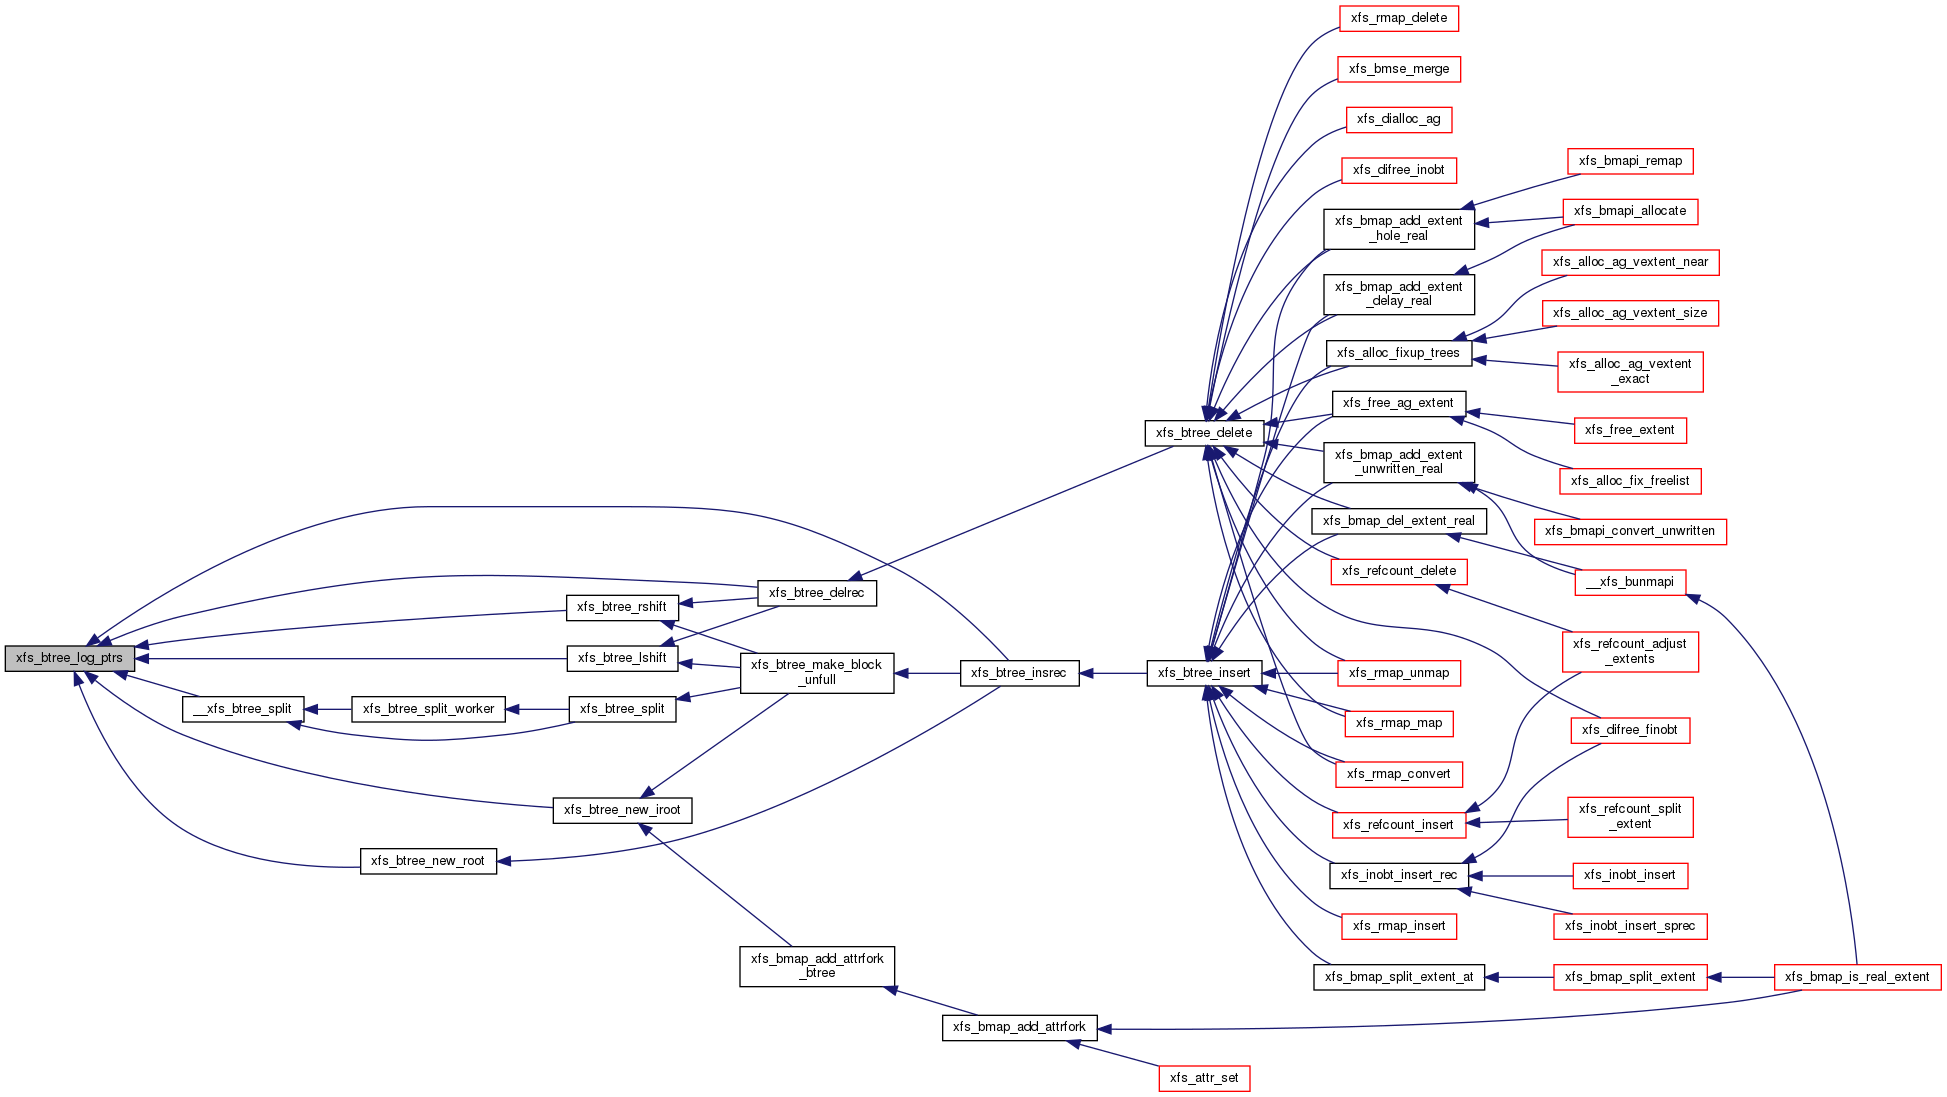 xfs_rmap_delete
xfs_bmse_merge
xfs_dialloc_ag
xfs_difree_inobt
xfs_bmapi_remap
xfs_bmap_add_extent
_hole_real
xfs_bmapi_allocate
xfs_bmap_add_extent
_delay_real
xfs_alloc_ag_vextent_near
xfs_alloc_ag_vextent_size
xfs_alloc_fixup_trees
xfs_alloc_ag_vextent
_exact
xfs_free_ag_extent
xfs_free_extent
xfs_btree_delete
xfs_bmap_add_extent
_unwritten_real
xfs_alloc_fix_freelist
xfs_bmap_del_extent_real
xfs_bmapi_convert_unwritten
xfs_refcount_delete
__xfs_bunmapi
xfs_btree_delrec
xfs_btree_rshift
xfs_btree_log_ptrs
xfs_btree_lshift
xfs_btree_make_block
_unfull
xfs_btree_insrec
xfs_btree_insert
xfs_rmap_unmap
xfs_refcount_adjust
_extents
__xfs_btree_split
xfs_btree_split_worker
xfs_btree_split
xfs_rmap_map
xfs_difree_finobt
xfs_rmap_convert
xfs_btree_new_iroot
xfs_refcount_insert
xfs_refcount_split
_extent
xfs_btree_new_root
xfs_inobt_insert_rec
xfs_inobt_insert
xfs_rmap_insert
xfs_inobt_insert_sprec
xfs_bmap_add_attrfork
_btree
xfs_bmap_split_extent_at
xfs_bmap_split_extent
xfs_bmap_is_real_extent
xfs_bmap_add_attrfork
xfs_attr_set